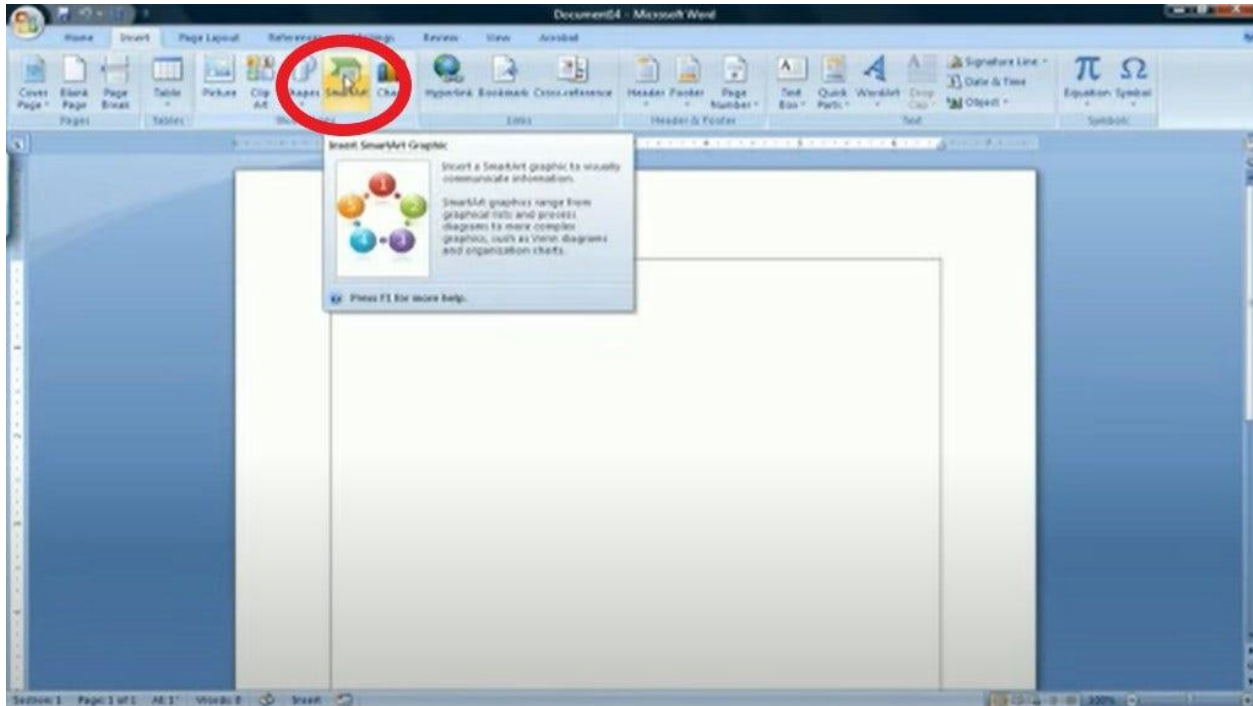 Document4 - Microsoft Word
Home Insert Page Layout References Review View Acrobat
Cover Page
Blank Page
Page Break
Table
Picture
Clip Art
Shapes
SmartArt
Chart
Hyperlink
Bookmark
Cross-reference
Header
Footer
Page Number
Text Box
Quick Parts
WordArt
Drop Cap
Signature Line
Date & Time
Object
π
Equation
Ω
Symbol
Pages
Tables
Links
Header & Footer
Text
Symbols
Insert SmartArt Graphic
Insert a SmartArt graphic to visually
communicate information.
SmartArt graphics range from
graphical lists and process
diagrams to more complex
graphics, such as Venn diagrams
and organization charts.
Press F1 for more help.
Section: 1 Page: 1 of 1 At: 1" Words: 0 Insert 100%